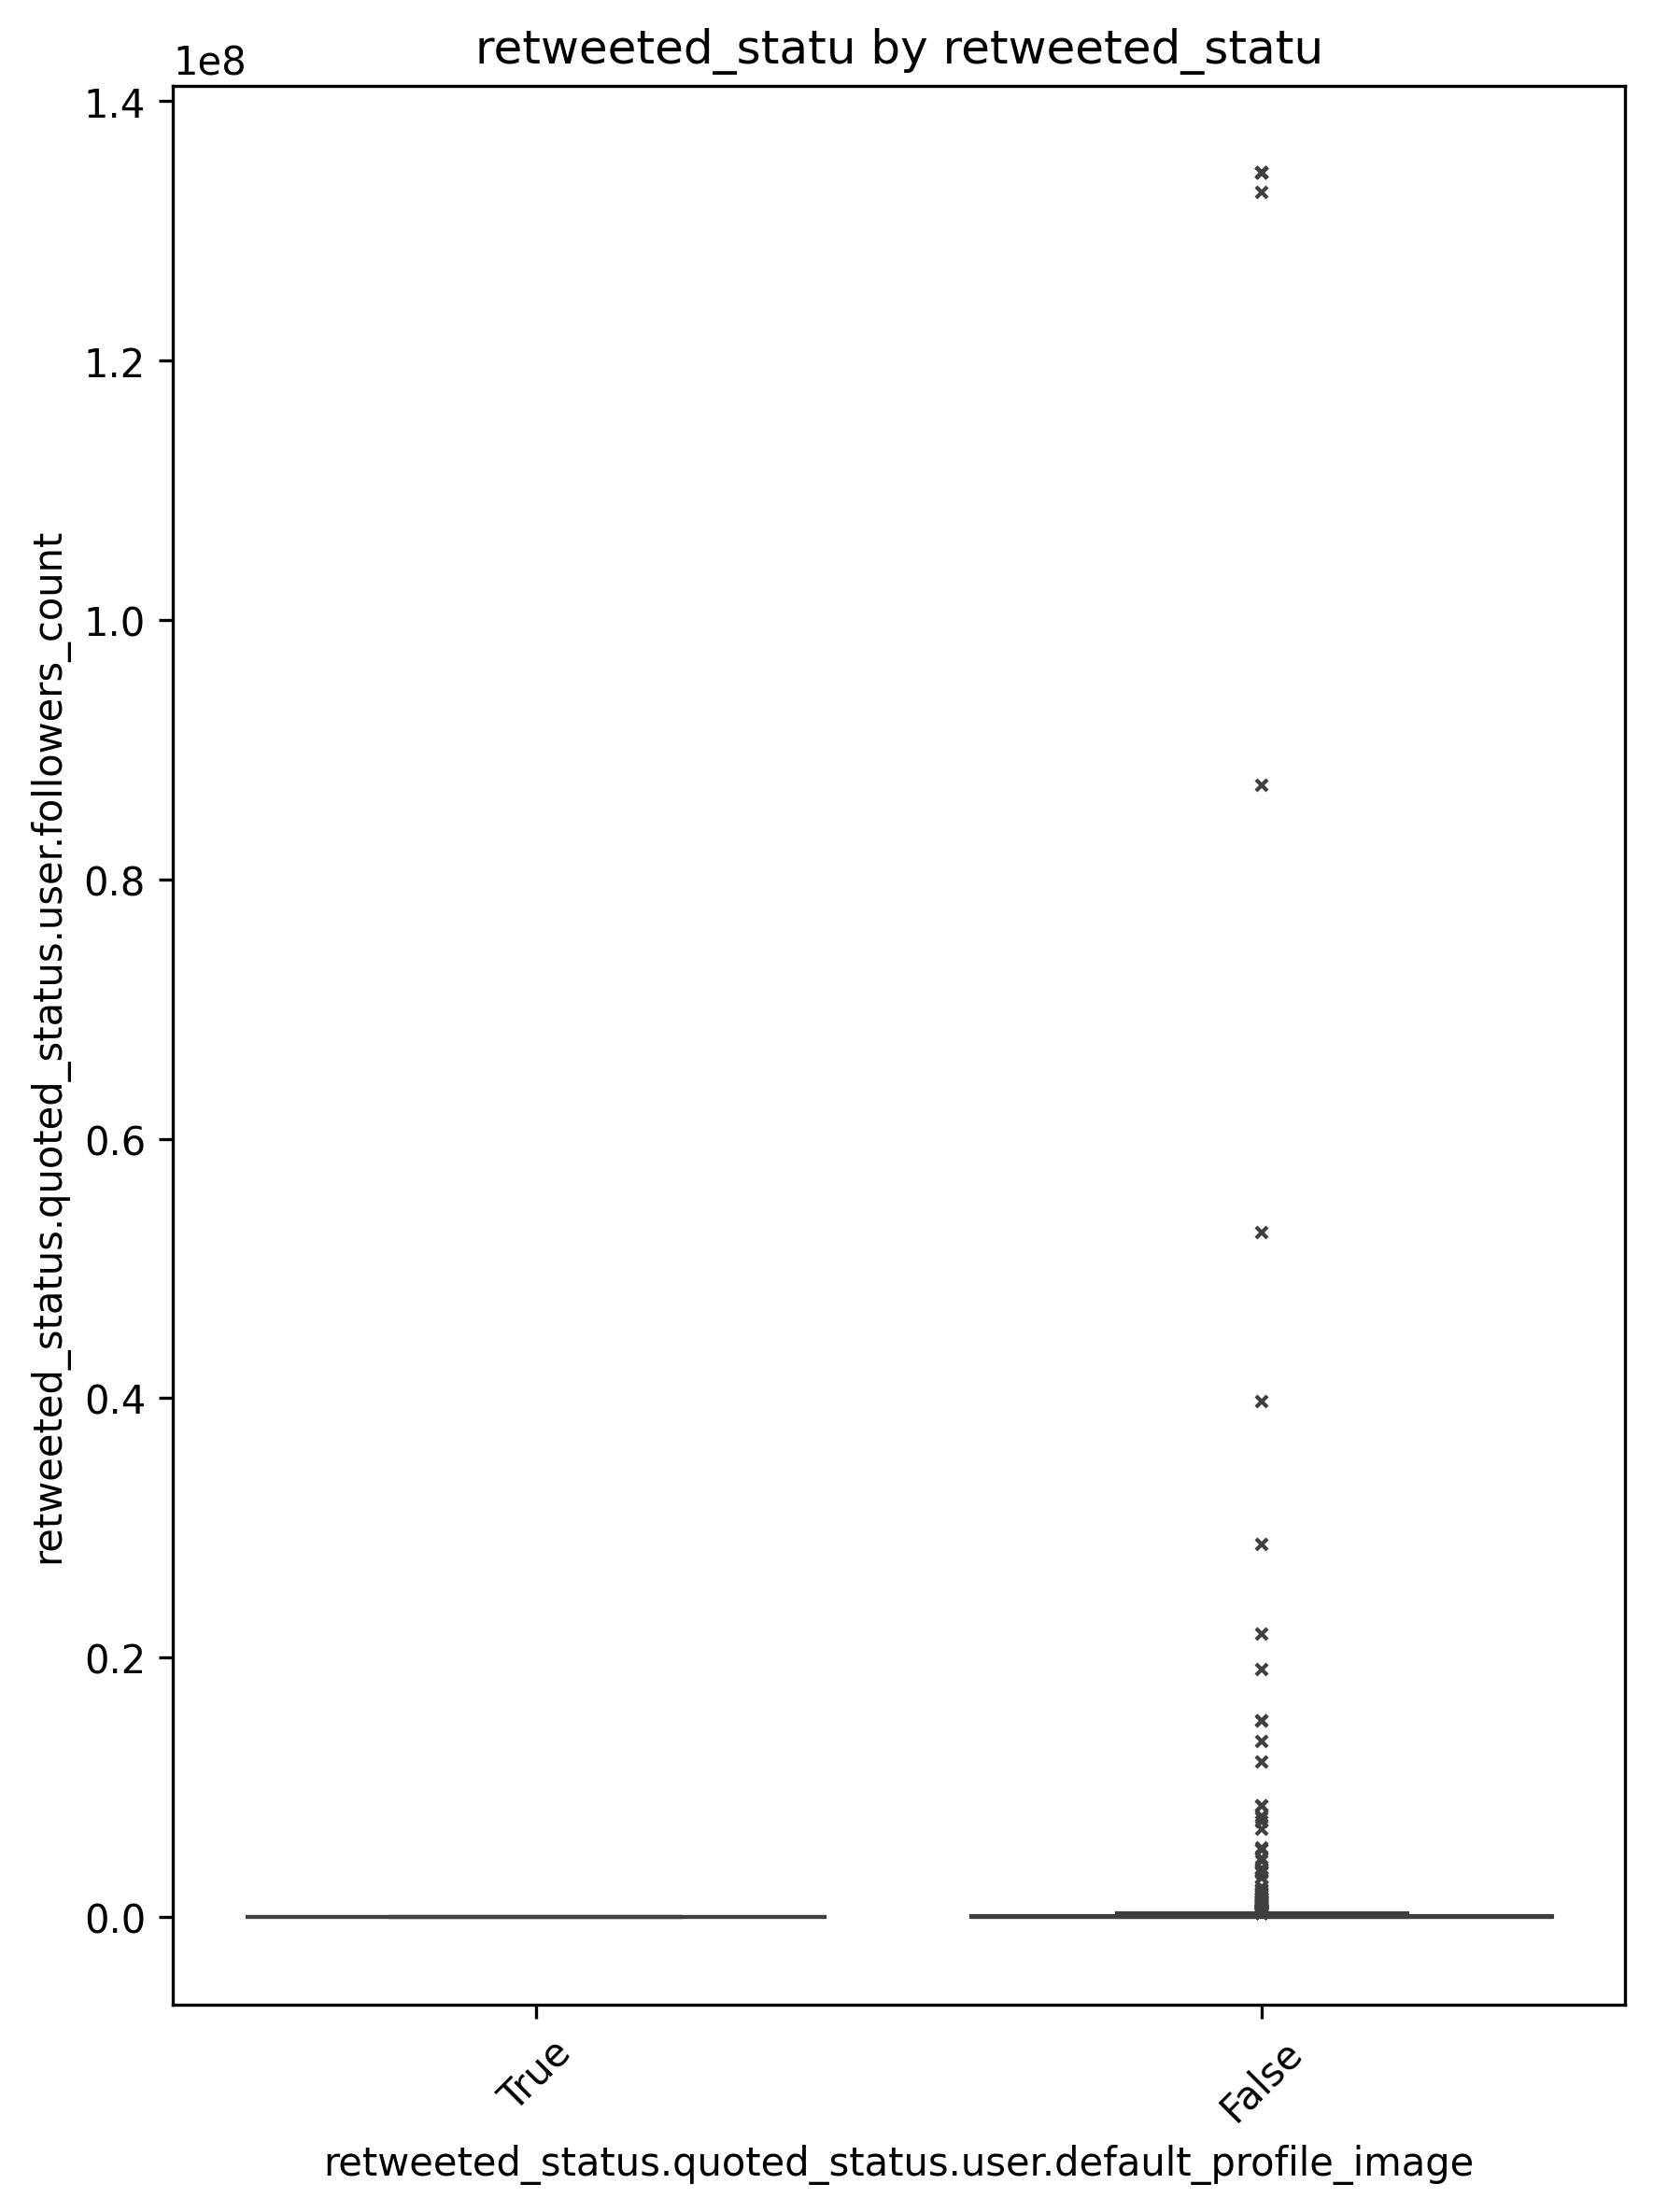 retweeted_statu by retweeted_statu
1e8
1.4
1.2
1.0
0.8
0.6
0.4
0.2
0.0
retweeted_status.quoted_status.user.followers_count
True
False
retweeted_status.quoted_status.user.default_profile_image